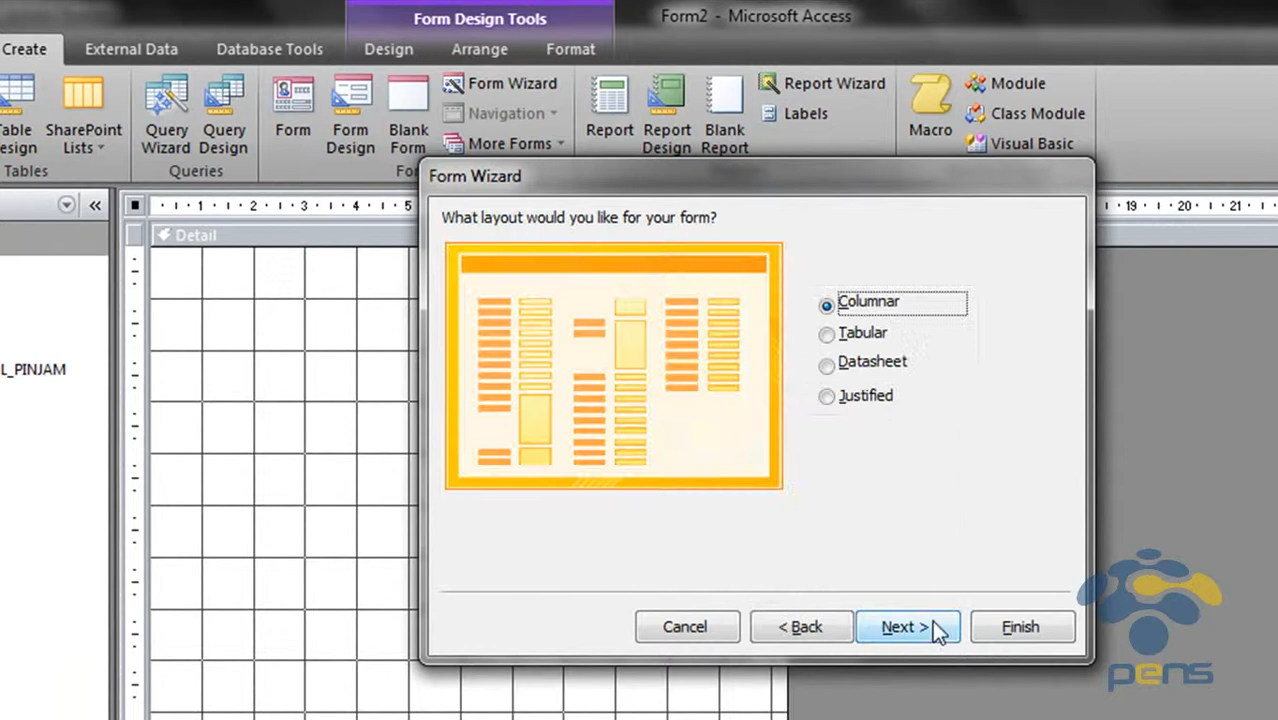 Form Design Tools
Form2 - Microsoft Access
Create External Data Database Tools Design Arrange Format
Table Design
SharePoint Lists
Tables
Query Wizard
Query Design
Queries
Form
Form Design
Blank Form
Form Wizard
Navigation
More Forms
Report
Report Design
Blank Report
Report Wizard
Labels
Macro
Module
Class Module
Visual Basic
1 2 3 4 5
19 20 21
Detail
L_PINJAM
Form Wizard
What layout would you like for your form?
Columnar
Tabular
Datasheet
Justified
Cancel < Back Next > Finish
pens